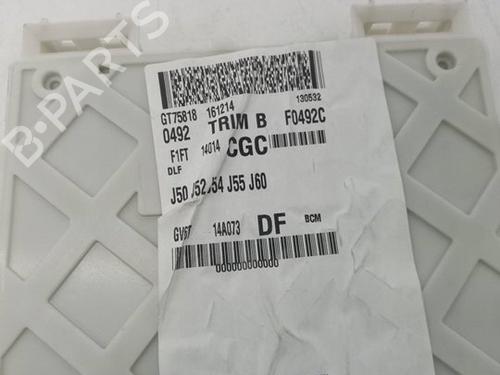 B-PARTS
GT75818 161214 130532
0492 TRIM B F0492C
F1FT 14014 CGC
DLF
J50 J52 J54 J55 J60
14A073 DF BCM
000000000000